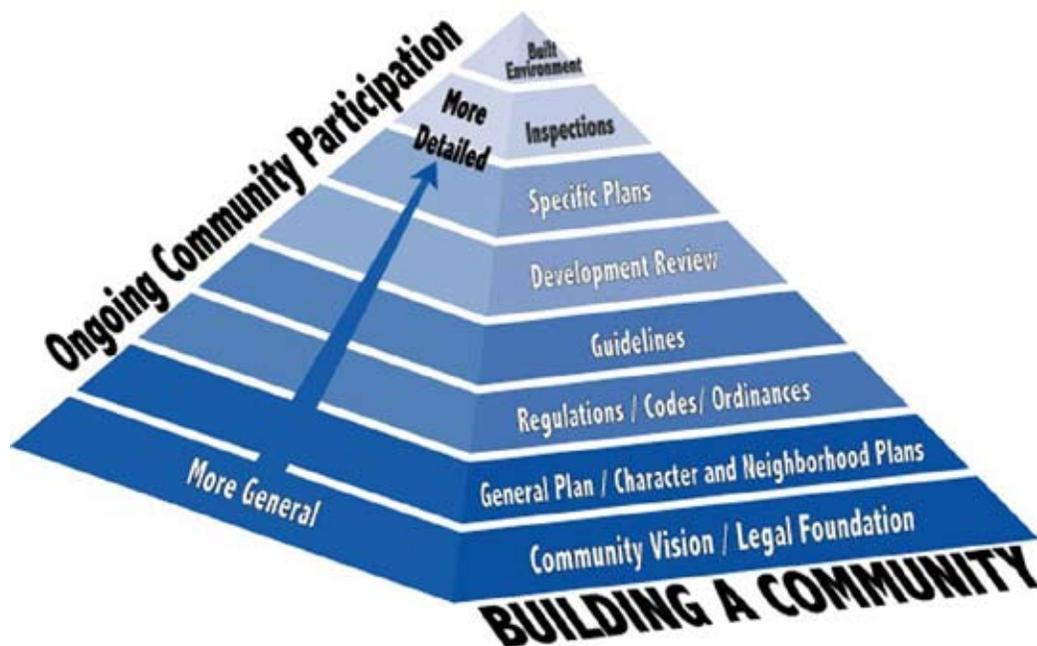 Built
Environment
Inspections
Specific Plans
Development Review
Guidelines
Regulations / Codes/ Ordinances
General Plan / Character and Neighborhood Plans
Community Vision / Legal Foundation
More
Detailed
More General
Ongoing Community Participation
BUILDING A COMMUNITY